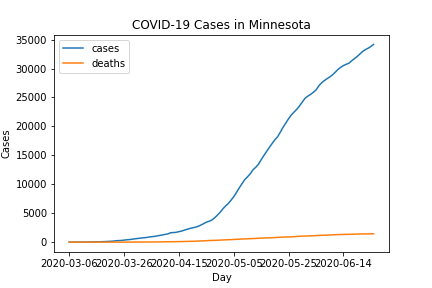 COVID-19 Cases in Minnesota
cases
deaths
35000
30000
25000
20000
15000
10000
5000
0
Cases
2020-03-06 2020-03-26 2020-04-15 2020-05-05 2020-05-25 2020-06-14
Day